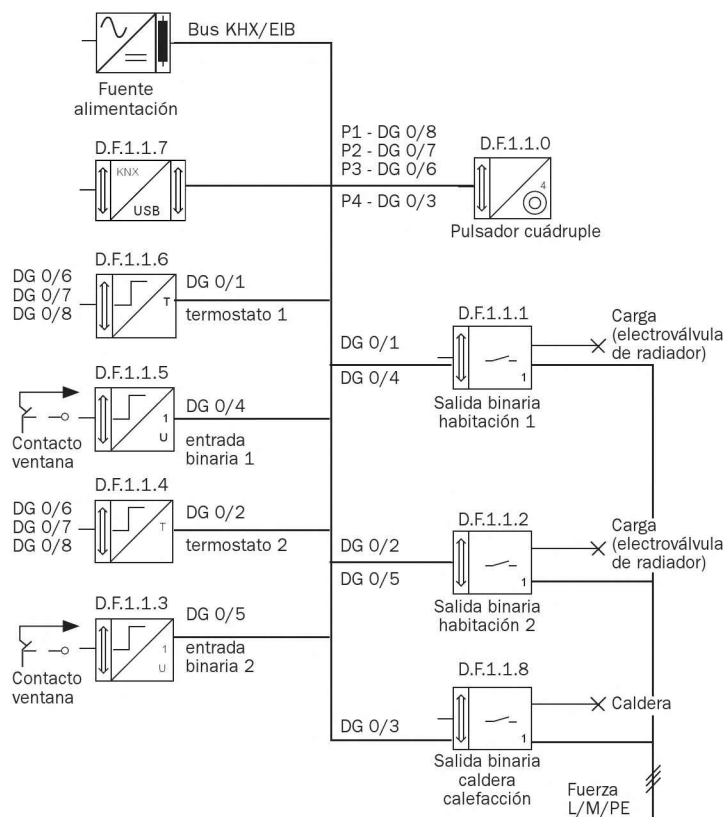 Bus KHX/EIB
Fuente
alimentación
D.F.1.1.7
KNX
USB
P1 - DG 0/8
P2 - DG 0/7
P3 - DG 0/6
P4 - DG 0/3
D.F.1.1.0
4
Pulsador cuádruple
D.F.1.1.6
DG 0/6
DG 0/7
DG 0/8
T
DG 0/1
termostato 1
D.F.1.1.1
DG 0/1
DG 0/4
1
Carga
(electroválvula
de radiador)
Salida binaria
habitación 1
D.F.1.1.5
Contacto
ventana
1
U
DG 0/4
entrada
binaria 1
D.F.1.1.4
DG 0/6
DG 0/7
DG 0/8
T
DG 0/2
termostato 2
D.F.1.1.2
DG 0/2
DG 0/5
1
Carga
(electroválvula
de radiador)
Salida binaria
habitación 2
D.F.1.1.3
Contacto
ventana
1
U
DG 0/5
entrada
binaria 2
D.F.1.1.8
DG 0/3
1
Caldera
Salida binaria
caldera
calefacción
Fuerza
L/M/PE